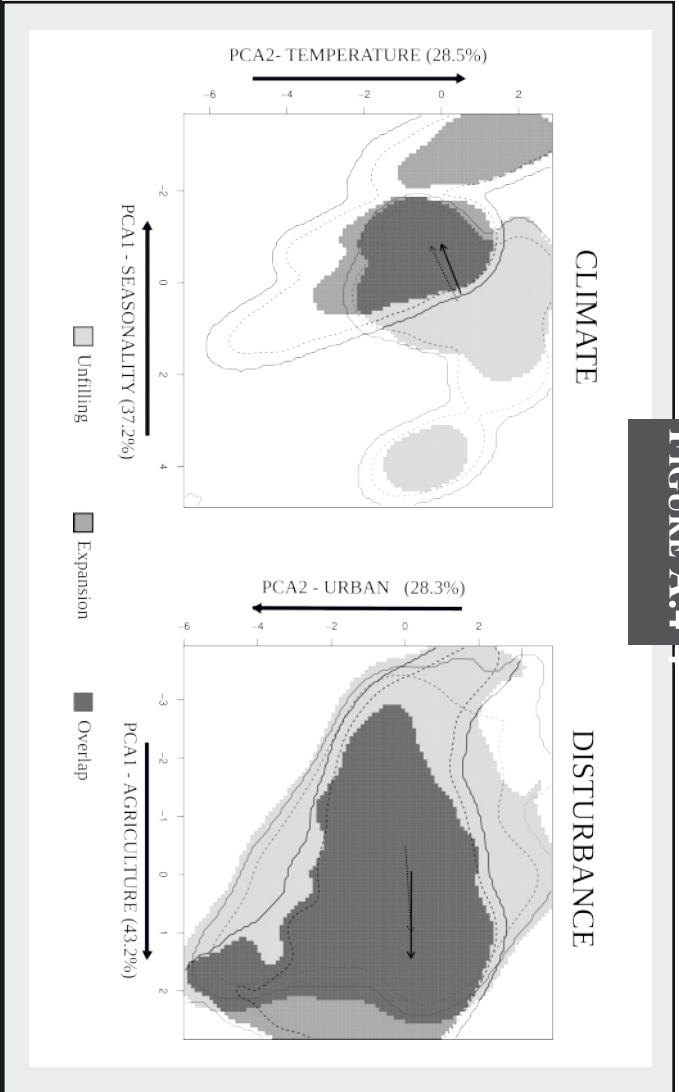 FIGURE A.4
CLIMATE
PCA2- TEMPERATURE (28.5%)
−6 −4 −2 0 2
-2 0 2 4
PCA1 - SEASONALITY (37.2%)
DISTURBANCE
PCA2 - URBAN (28.3%)
−6 −4 −2 0 2
-3 -2 -1 0 1 2
PCA1 - AGRICULTURE (43.2%)
Unfilling
Expansion
Overlap